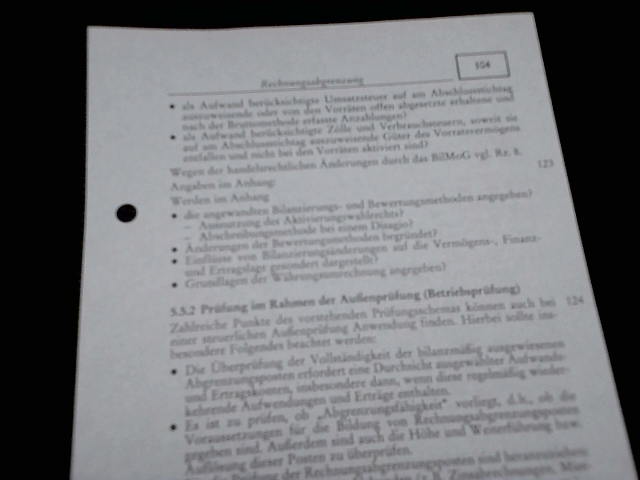 Rechnungsabgrenzung
104
• als Aufwand berücksichtigte Umsatzsteuer auf am Abschlussstichtag
auszuweisende oder von den Vorräten offen abgesetzte erhaltene und
nach der Bruttomethode erfasste Anzahlungen?
• als Aufwand berücksichtigte Zölle und Verbrauchsteuern, soweit sie
auf am Abschlussstichtag auszuweisende Güter des Vorratsvermögens
entfallen und nicht bei den Vorräten aktiviert sind?
Wegen der handelsrechtlichen Änderungen durch das BilMoG vgl. Rz. 8.
Angaben im Anhang:
123
Werden im Anhang
• die angewandten Bilanzierungs- und Bewertungsmethoden angegeben?
– Ausnutzung des Aktivierungswahlrechts?
– Abschreibungsmethode bei einem Disagio?
• Änderungen der Bewertungsmethoden begründet?
• Einflüsse von Bilanzierungsänderungen auf die Vermögens-, Finanz-
und Ertragslage gesondert dargestellt?
• Grundlagen der Währungsumrechnung angegeben?
5.5.2 Prüfung im Rahmen der Außenprüfung (Betriebsprüfung)
Zahlreiche Punkte des vorstehenden Prüfungsschemas können auch bei
124
einer steuerlichen Außenprüfung Anwendung finden. Hierbei sollte ins-
besondere Folgendes beachtet werden:
• Die Überprüfung der Vollständigkeit der bilanzmäßig ausgewiesenen
Abgrenzungsposten erfordert eine Durchsicht ausgewählter Aufwands-
und Ertragskonten, insbesondere dann, wenn diese regelmäßig wieder-
kehrende Aufwendungen und Erträge enthalten.
• Es ist zu prüfen, ob „Abgrenzungsfähigkeit" vorliegt, d.h., ob die
Voraussetzungen für die Bildung von Rechnungsabgrenzungsposten
gegeben sind. Außerdem sind auch die Höhe und Weiterführung bzw.
Auflösung dieser Posten zu überprüfen.
die Prüfung der Rechnungsabgrenzungsposten sind heranzuziehen:
(z.B. Zinsabrechnungen, Miet-